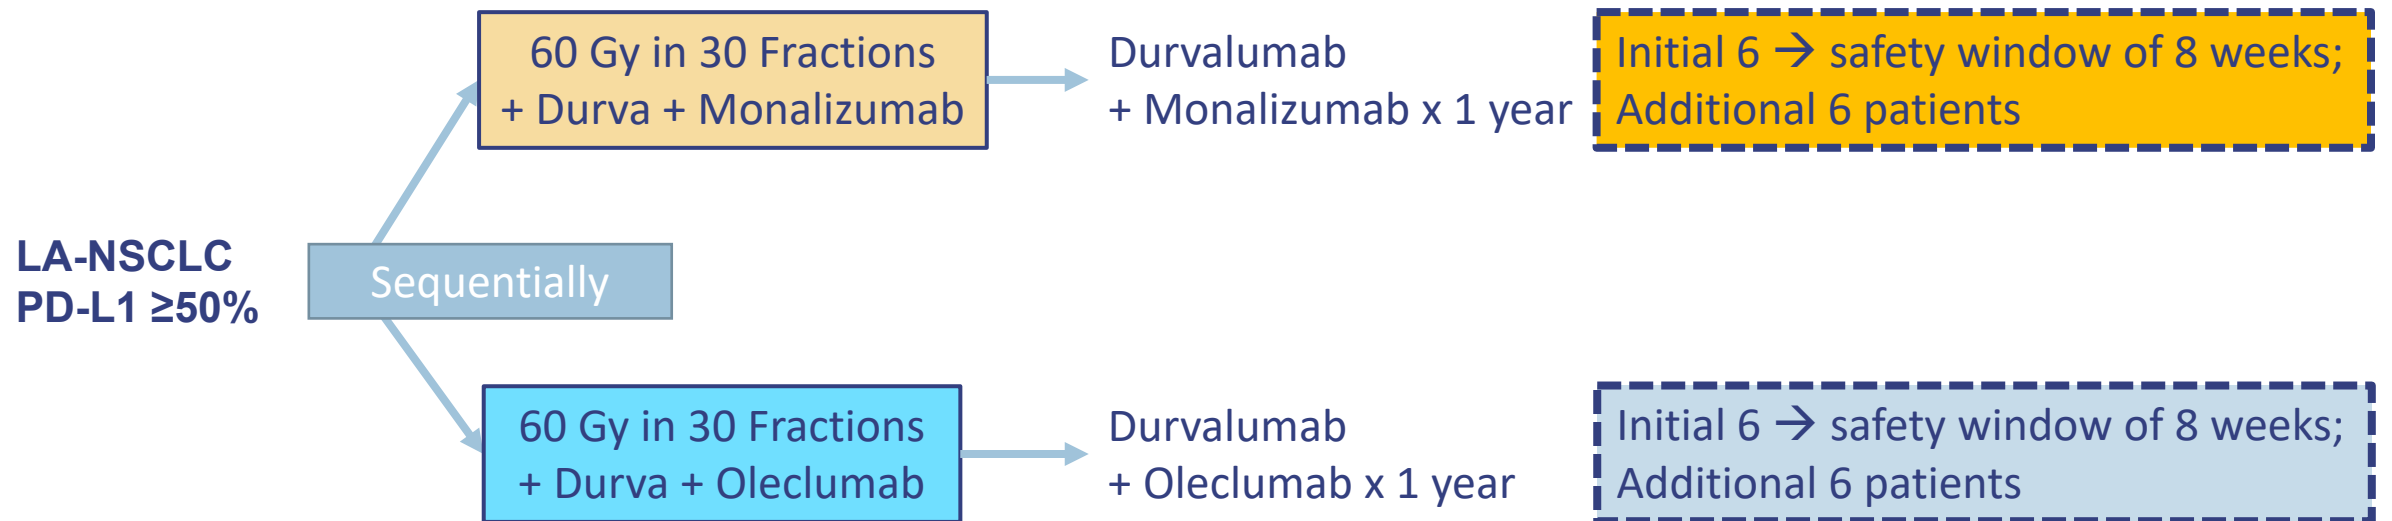 60 Gy in 30 Fractions
+ Durva + Monalizumab
Durvalumab
+ Monalizumab x 1 year
Initial 6 → safety window of 8 weeks;
Additional 6 patients
LA-NSCLC
PD-L1 ≥50%
Sequentially
60 Gy in 30 Fractions
+ Durva + Oleclumab
Durvalumab
+ Oleclumab x 1 year
Initial 6 → safety window of 8 weeks;
Additional 6 patients